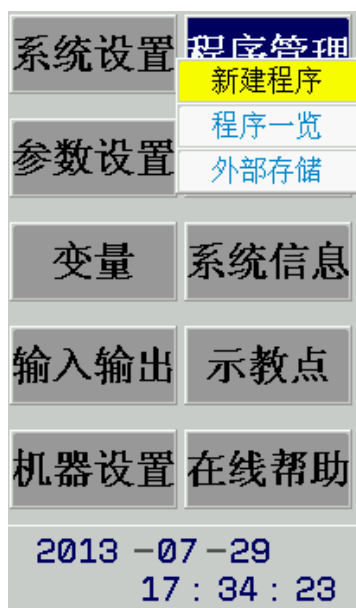 系统设置 程序管理
新建程序
程序一览
参数设置
外部存储
变量 系统信息
输入输出 示教点
机器设置 在线帮助
2013-07-29
17:34:23